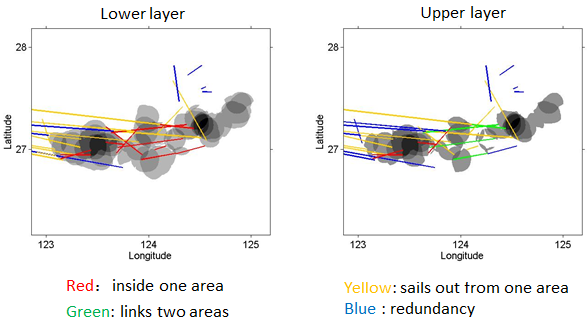 Lower layer
Upper layer
28
27
Latitude
123
124
125
Longitude
28
27
Latitude
123
124
125
Longitude
Red： inside one area
Green: links two areas
Yellow: sails out from one area
Blue : redundancy